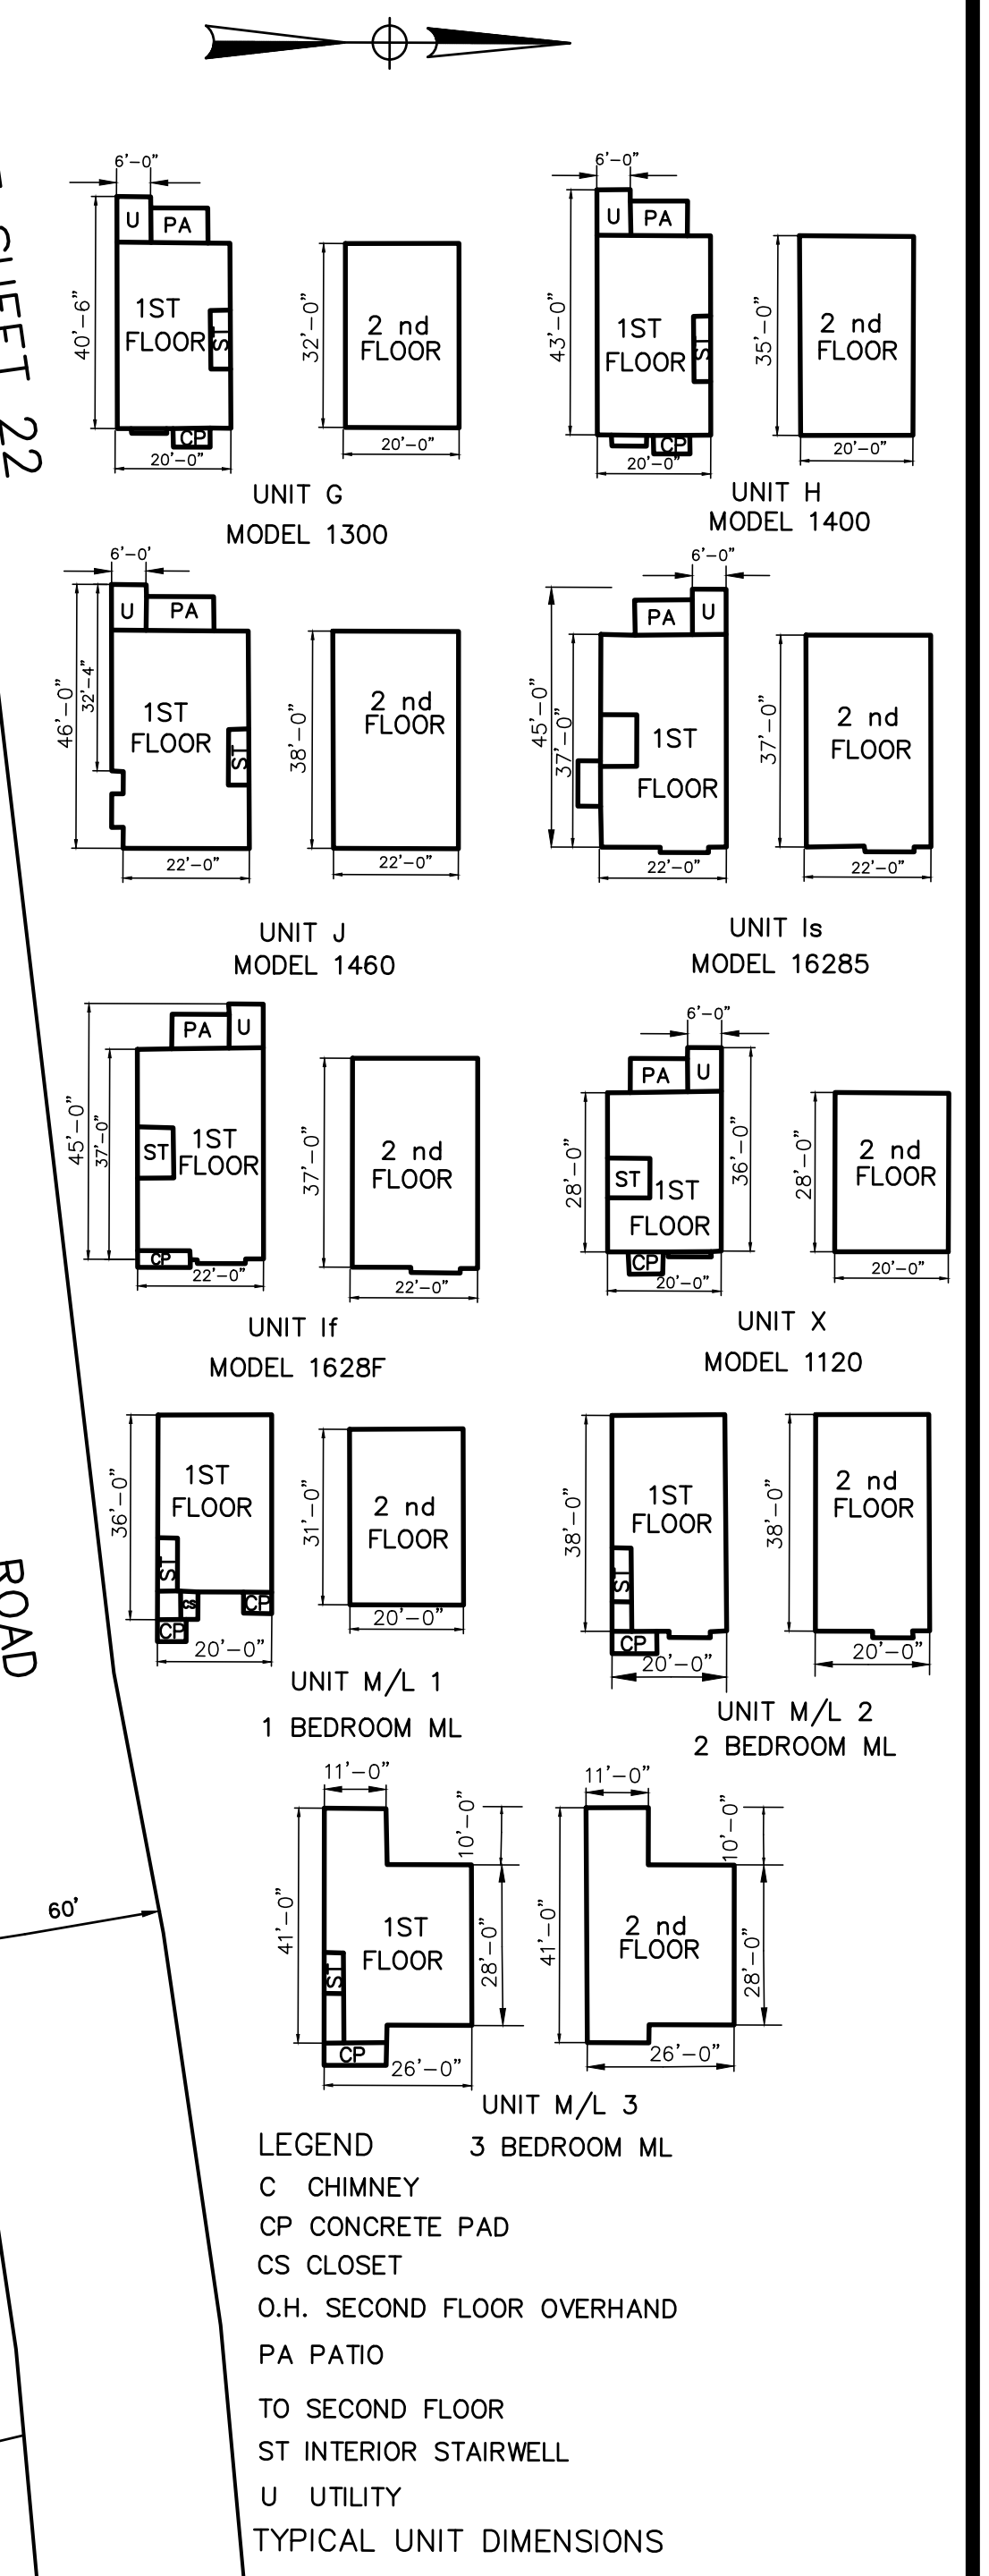 SHEET 22
6'-0"
U
PA
40'-6"
1ST
FLOOR
ST
CP
20'-0"
32'-0"
2 nd
FLOOR
20'-0"
UNIT G
MODEL 1300
6'-0"
U
PA
43'-0"
1ST
FLOOR
ST
CP
20'-0"
35'-0"
2 nd
FLOOR
20'-0"
UNIT H
MODEL 1400
6'-0'
U
PA
46'-0"
32'-4"
1ST
FLOOR
ST
22'-0"
38'-0"
2 nd
FLOOR
22'-0"
UNIT J
MODEL 1460
6'-0"
PA
U
45'-0"
37'-0"
1ST
FLOOR
22'-0"
37'-0"
2 nd
FLOOR
22'-0"
UNIT Is
MODEL 16285
PA
U
45'-0"
37'-0"
ST
1ST
FLOOR
CP
22'-0"
37'-0"
2 nd
FLOOR
22'-0"
UNIT If
MODEL 1628F
6'-0"
PA
U
28'-0"
36'-0"
ST
1ST
FLOOR
CP
20'-0"
28'-0"
2 nd
FLOOR
20'-0"
UNIT X
MODEL 1120
36'-0"
1ST
FLOOR
ST
CS
CP
CP
20'-0"
31'-0"
2 nd
FLOOR
20'-0"
UNIT M/L 1
1 BEDROOM ML
38'-0"
1ST
FLOOR
ST
CP
20'-0"
38'-0"
2 nd
FLOOR
20'-0"
UNIT M/L 2
2 BEDROOM ML
ROAD
60'
11'-0"
10'-0"
41'-0"
1ST
FLOOR
28'-0"
ST
CP
26'-0"
11'-0"
10'-0"
41'-0"
2 nd
FLOOR
28'-0"
26'-0"
UNIT M/L 3
3 BEDROOM ML
LEGEND
C CHIMNEY
CP CONCRETE PAD
CS CLOSET
O.H. SECOND FLOOR OVERHAND
PA PATIO
TO SECOND FLOOR
ST INTERIOR STAIRWELL
U UTILITY
TYPICAL UNIT DIMENSIONS